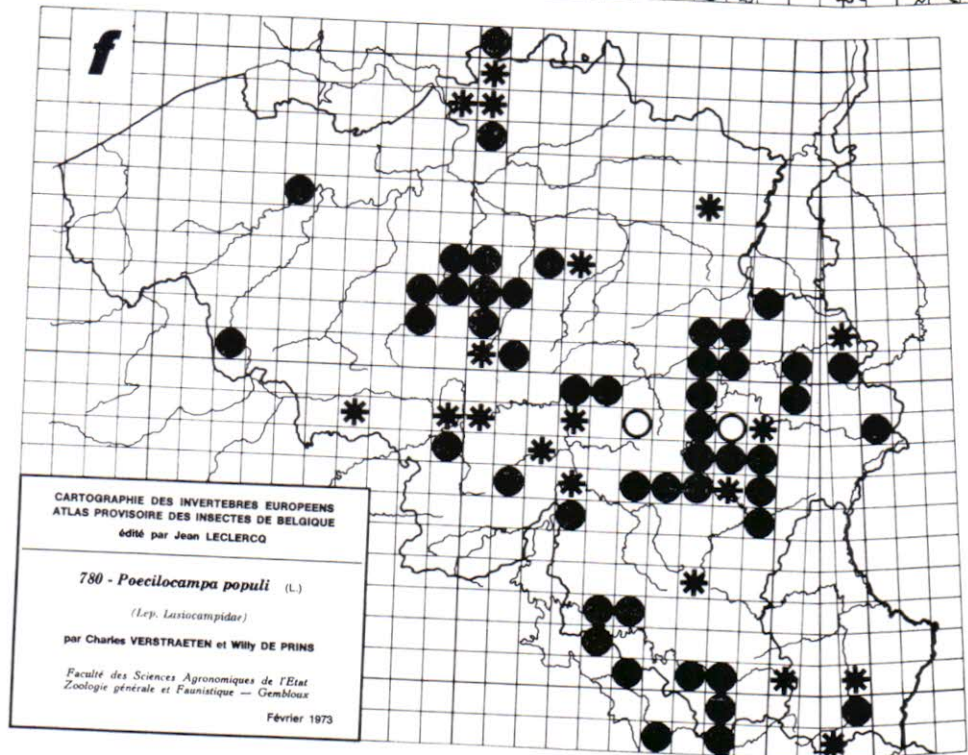 f
CARTOGRAPHIE DES INVERTEBRES EUROPEENS
ATLAS PROVISOIRE DES INSECTES DE BELGIQUE
édité par Jean LECLERCQ
780 - Poecilocampa populi (L.)
(Lep. Lasiocampidae)
par Charles VERSTRAETEN et Willy DE PRINS
Faculté des Sciences Agronomiques de l'Etat
Zoologie générale et Faunistique — Gembloux
Février 1973